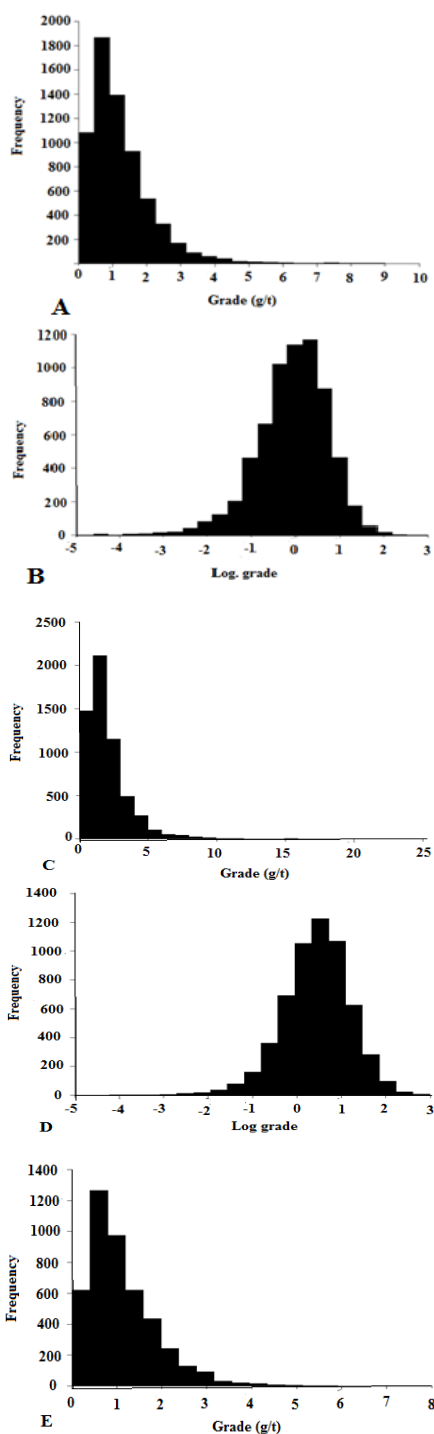 2000
1800
1600
1400
1200
1000
800
600
400
200
Frequency
0 1 2 3 4 5 6 7 8 9 10
Grade (g/t)
A
1200
1000
800
600
400
200
0
Frequency
-5 -4 -3 -2 -1 0 1 2 3
Log. grade
B
2500
2000
1500
1000
500
0
Frequency
0 5 10 15 20 25
Grade (g/t)
C
1400
1200
1000
800
600
400
200
0
Frequency
-5 -4 -3 -2 -1 0 1 2 3
Log grade
D
1400
1200
1000
800
600
400
200
0
Frequency
0 1 2 3 4 5 6 7 8
Grade (g/t)
E